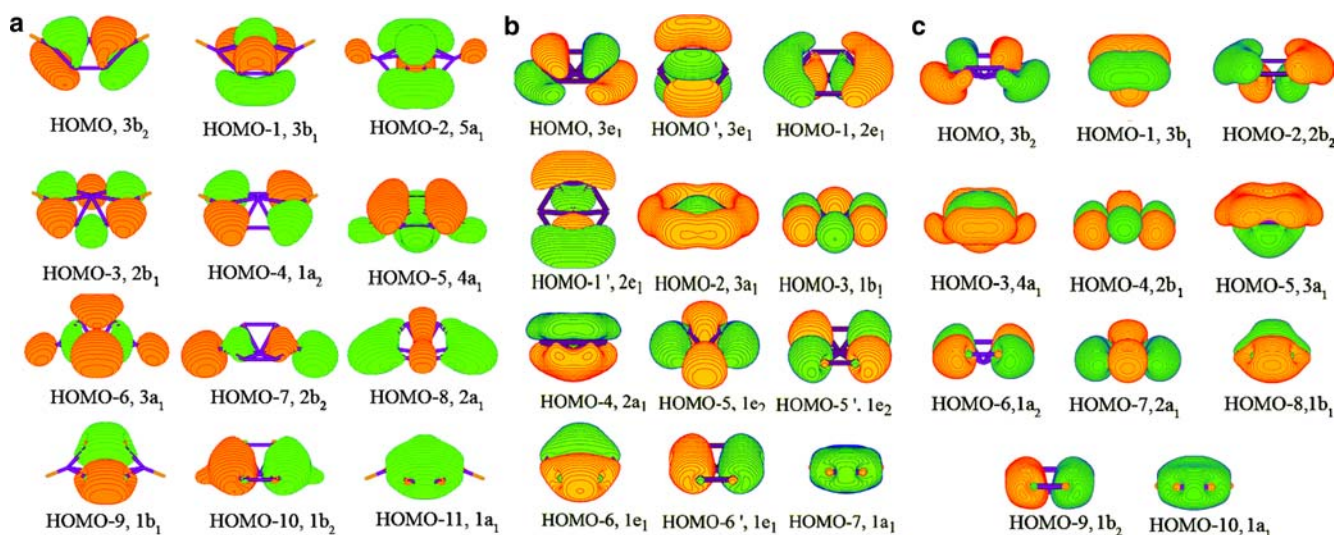 a
HOMO, 3b₂
HOMO-1, 3b₁
HOMO-2, 5a₁
HOMO-3, 2b₁
HOMO-4, 1a₂
HOMO-5, 4a₁
HOMO-6, 3a₁
HOMO-7, 2b₂
HOMO-8, 2a₁
HOMO-9, 1b₁
HOMO-10, 1b₂
HOMO-11, 1a₁
b
HOMO, 3e₁
HOMO ', 3e₁
HOMO-1, 2e₁
HOMO-1 ', 2e₁
HOMO-2, 3a₁
HOMO-3, 1b₁
HOMO-4, 2a₁
HOMO-5, 1e₂
HOMO-5 ', 1e₂
HOMO-6, 1e₁
HOMO-6 ', 1e₁
HOMO-7, 1a₁
c
HOMO, 3b₂
HOMO-1, 3b₁
HOMO-2, 2b₂
HOMO-3, 4a₁
HOMO-4, 2b₁
HOMO-5, 3a₁
HOMO-6, 1a₂
HOMO-7, 2a₁
HOMO-8, 1b₁
HOMO-9, 1b₂
HOMO-10, 1a₁